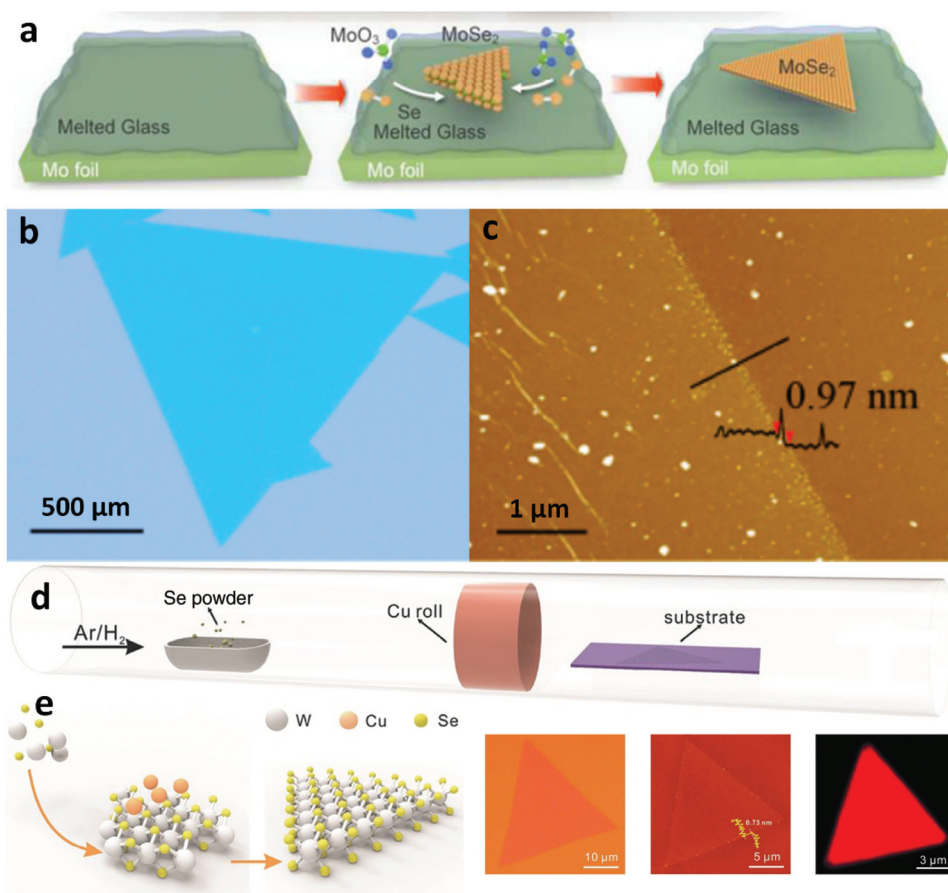 a
MoO3
MoSe2
Se
Melted Glass
Mo foil
Melted Glass
Mo foil
MoSe2
Melted Glass
Mo foil
b
500 μm
c
0.97 nm
1 μm
d
Ar/H2
Se powder
Cu roll
substrate
e
W
Cu
Se
10 μm
0.73 nm
5 μm
3 μm